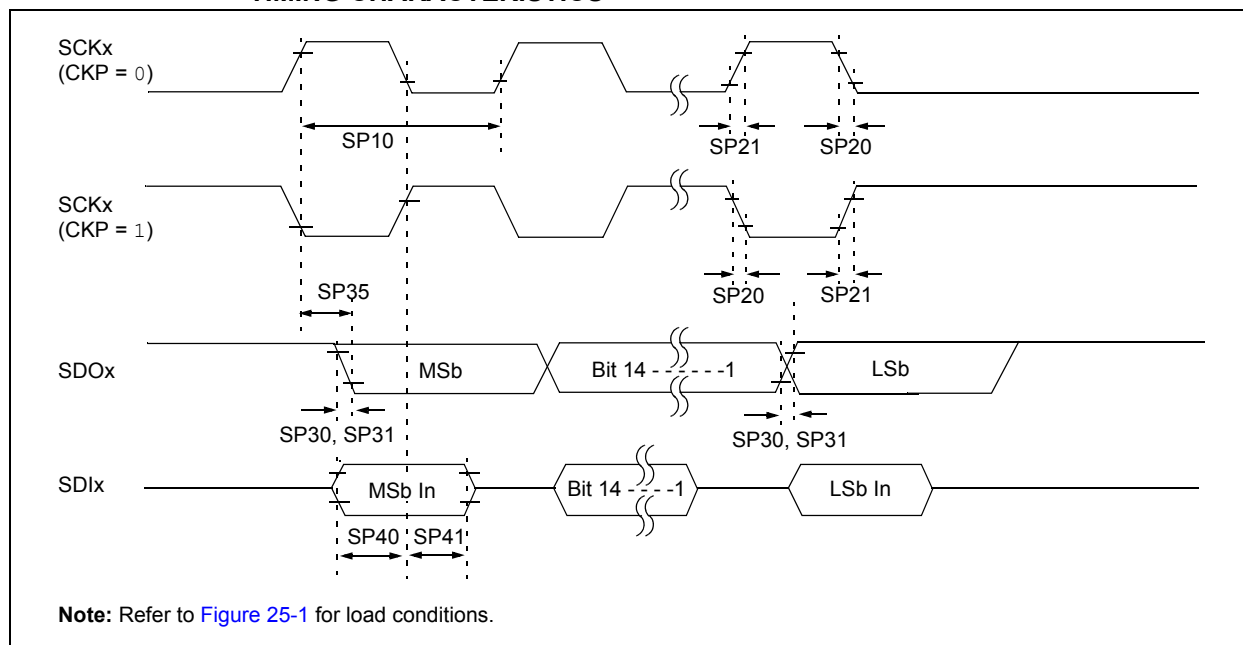 TIMING CHARACTERISTICS
SCKx
(CKP = 0)
SP10
SP21
SP20
SCKx
(CKP = 1)
SP35
SP20
SP21
SDOx
MSb
Bit 14 - - - - - -1
LSb
SP30, SP31
SP30, SP31
SDIx
MSb In
Bit 14 - - - -1
LSb In
SP40
SP41
Note: Refer to Figure 25-1 for load conditions.